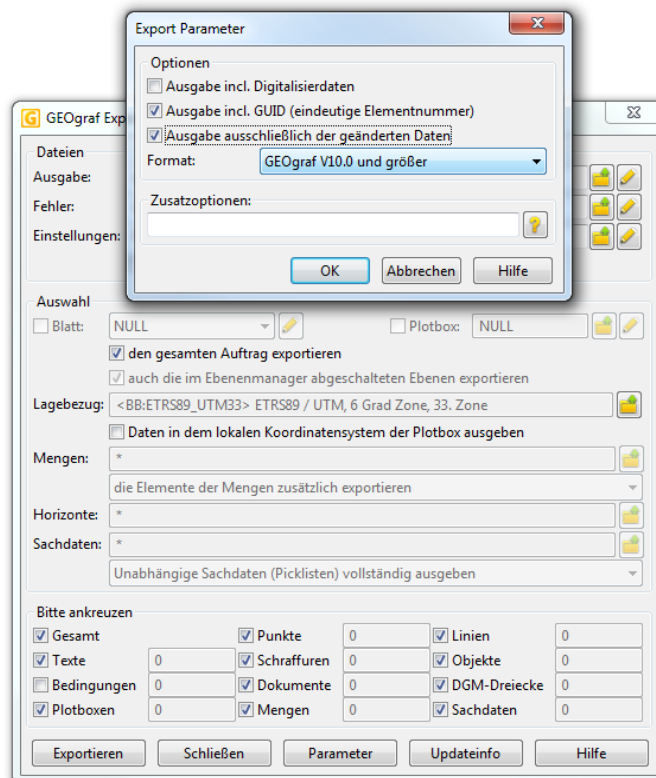 Export Parameter
Optionen
Ausgabe incl. Digitalisierdaten
Ausgabe incl. GUID (eindeutige Elementnummer)
Ausgabe ausschließlich der geänderten Daten
Format: GEOgraf V10.0 und größer
Zusatzoptionen:
OK Abbrechen Hilfe
GEOgraf Exp
Dateien
Ausgabe:
Fehler:
Einstellungen:
Auswahl
Blatt: NULL Plotbox: NULL
den gesamten Auftrag exportieren
auch die im Ebenenmanager abgeschalteten Ebenen exportieren
Lagebezug: <BB:ETRS89_UTM33> ETRS89 / UTM, 6 Grad Zone, 33. Zone
Daten in dem lokalen Koordinatensystem der Plotbox ausgeben
Mengen: *
die Elemente der Mengen zusätzlich exportieren
Horizonte: *
Sachdaten: *
Unabhängige Sachdaten (Picklisten) vollständig ausgeben
Bitte ankreuzen
Gesamt Punkte 0 Linien 0
Texte 0 Schraffuren 0 Objekte 0
Bedingungen 0 Dokumente 0 DGM-Dreiecke 0
Plotboxen 0 Mengen 0 Sachdaten 0
Exportieren Schließen Parameter Updateinfo Hilfe